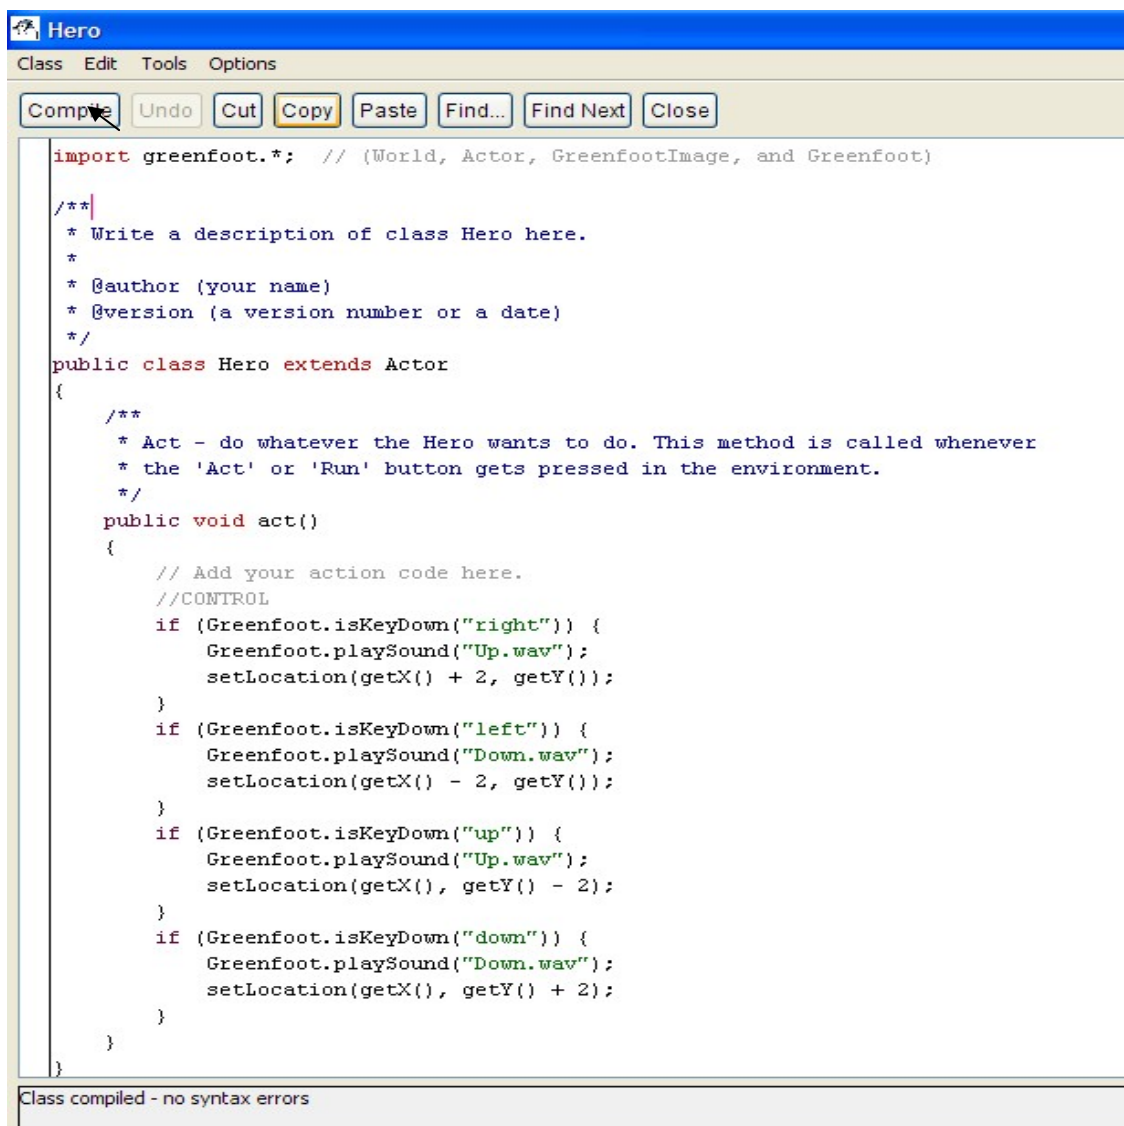 Hero
Class Edit Tools Options
Compile Undo Cut Copy Paste Find... Find Next Close
import greenfoot.*;  // (World, Actor, GreenfootImage, and Greenfoot)
/**
 * Write a description of class Hero here.
 *
 * @author (your name)
 * @version (a version number or a date)
 */
public class Hero extends Actor
{
    /**
     * Act - do whatever the Hero wants to do. This method is called whenever
     * the 'Act' or 'Run' button gets pressed in the environment.
     */
    public void act()
    {
        // Add your action code here.
        //CONTROL
        if (Greenfoot.isKeyDown("right")) {
            Greenfoot.playSound("Up.wav");
            setLocation(getX() + 2, getY());
        }
        if (Greenfoot.isKeyDown("left")) {
            Greenfoot.playSound("Down.wav");
            setLocation(getX() - 2, getY());
        }
        if (Greenfoot.isKeyDown("up")) {
            Greenfoot.playSound("Up.wav");
            setLocation(getX(), getY() - 2);
        }
        if (Greenfoot.isKeyDown("down")) {
            Greenfoot.playSound("Down.wav");
            setLocation(getX(), getY() + 2);
        }
    }
}
Class compiled - no syntax errors